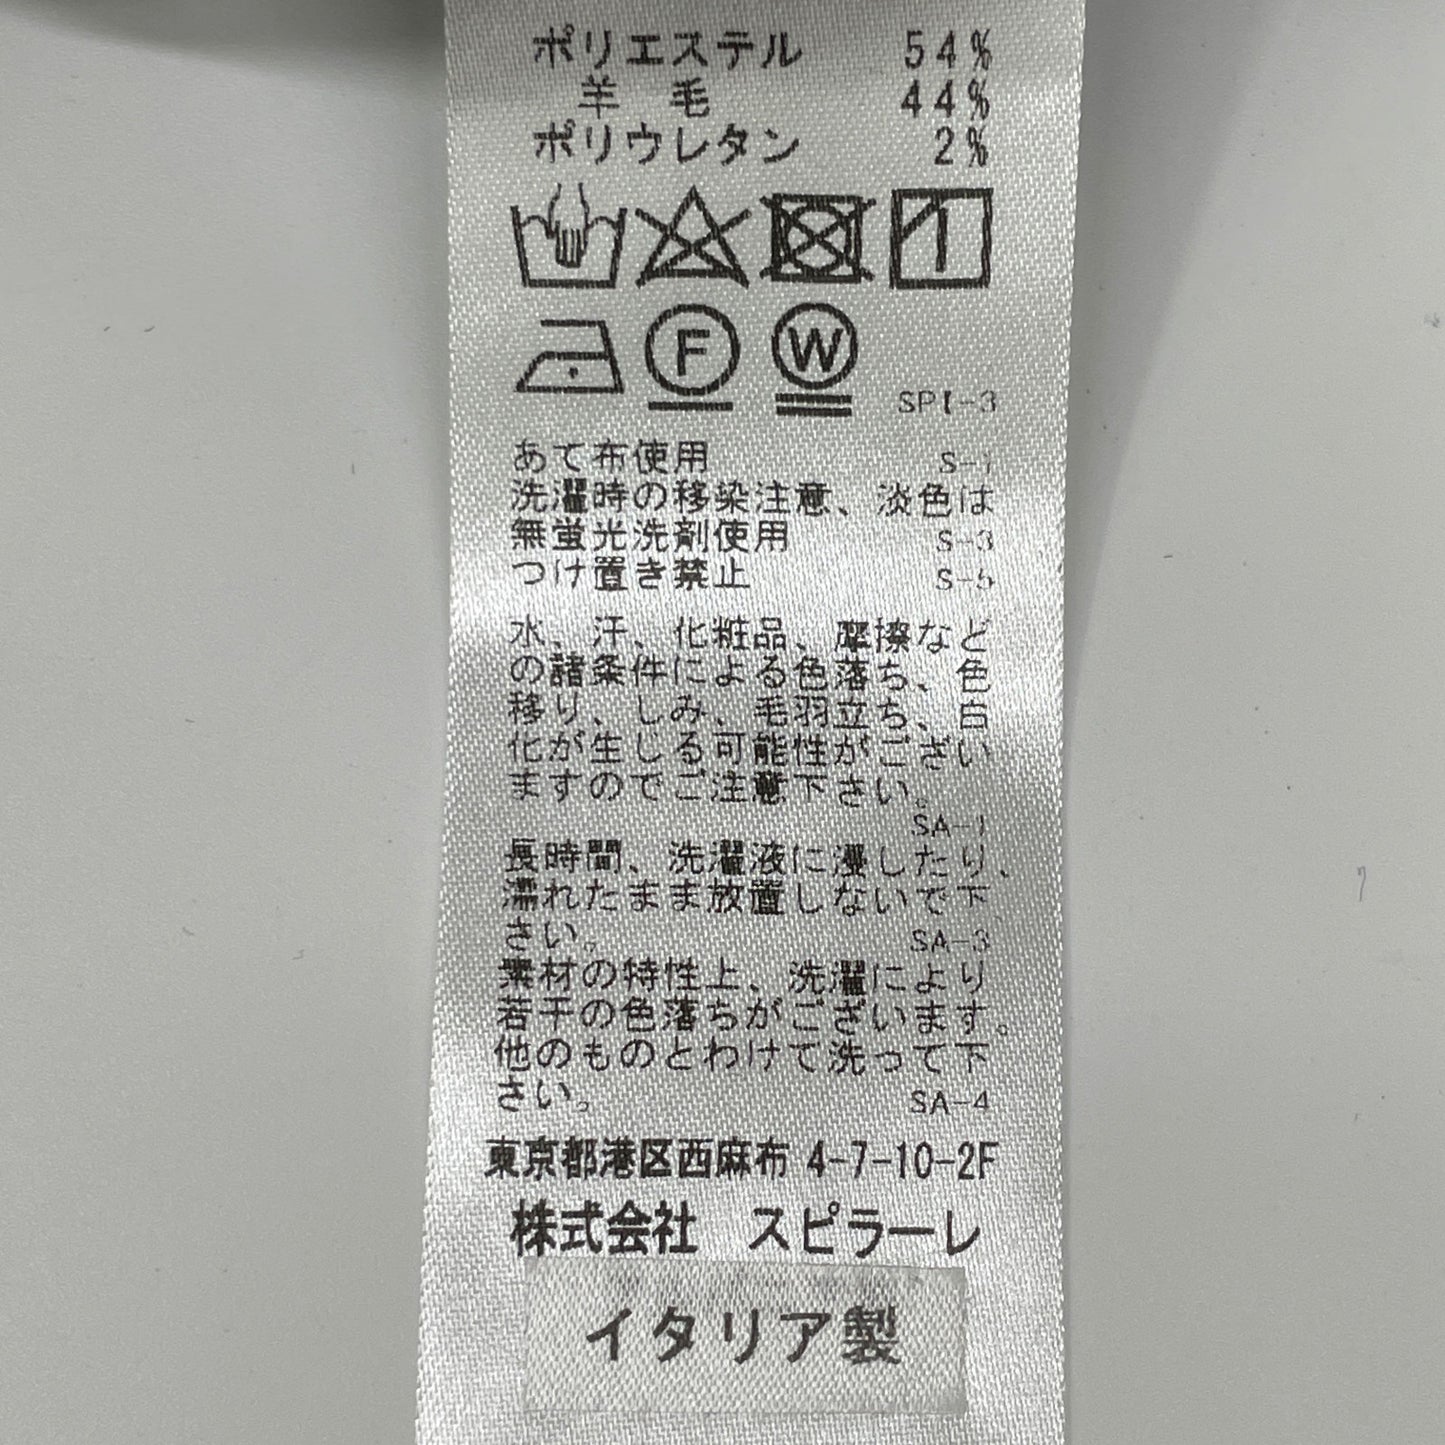 ポリエステル 54%
羊 毛 44%
ポリウレタン 2%
F W SPI-3
あて布使用 S-1
洗濯時の移染注意、淡色は
無蛍光洗剤使用 S-3
つけ置き禁止 S-5
水、汗、化粧品、摩擦など
の諸条件による色落ち、色
移り、しみ、毛羽立ち、白
化が生じる可能性がござい
ますのでご注意下さい。
SA-1
長時間、洗濯液に浸したり、
濡れたまま放置しないで下
さい。 SA-3
素材の特性上、洗濯により
若干の色落ちがございます。
他のものとわけて洗って下
さい。 SA-4
東京都港区西麻布 4-7-10-2F
株式会社 スピラーレ
イタリア製